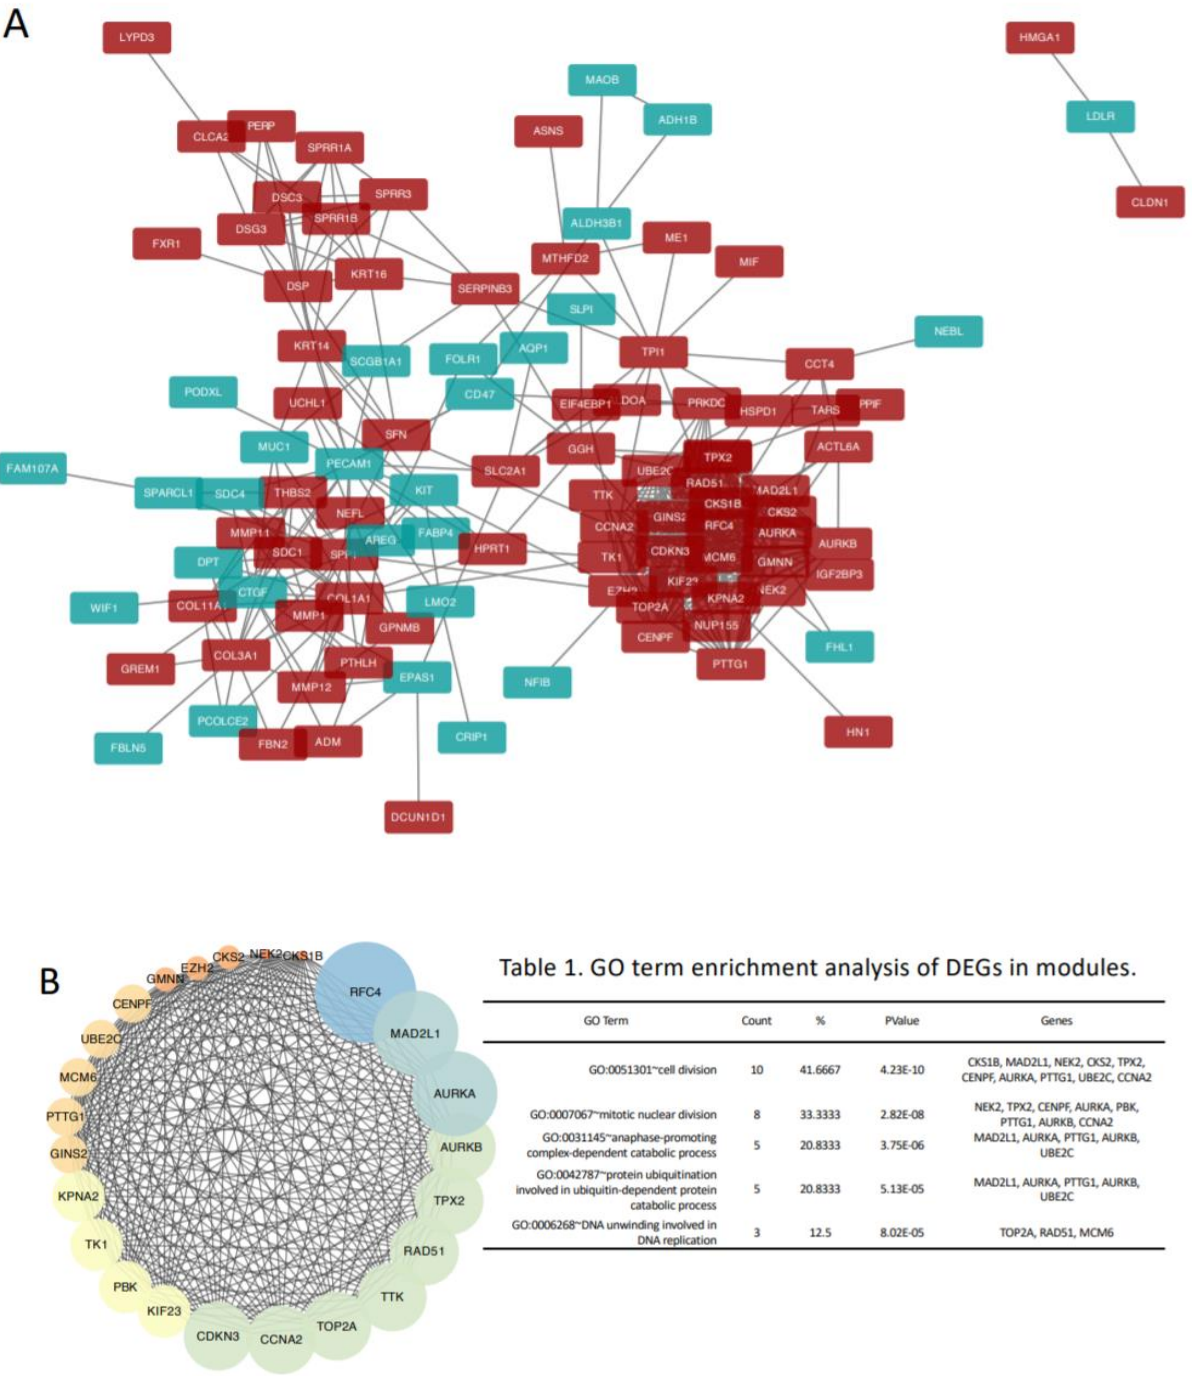 A
LYPD3
HMGA1
MAOB
LDLR
ADH1B
PERP
CLCA2
ASNS
SPRR1A
DSC3
SPRR3
CLDN1
SPRR1B
ALDH3B1
DSG3
ME1
FXR1
MTHFD2
MIF
KRT16
DSP
SERPINB3
SLPI
NEBL
KRT14
AQP1
TPI1
SCGB1A1
FOLR1
CCT4
PODXL
CD47
UCHL1
EIF4EBP1
DOA
PRKDC
HSPD1
TARS
PPIF
SFN
MUC1
GGH
ACTL6A
TPX2
FAM107A
PECAM1
SLC2A1
UBE2C
RAD51
SPARCL1
SDC4
THBS2
KIT
TTK
MAD2L1
CKS1B
NEFL
GINS2
CKS2
MMP11
CCNA2
RFC4
AURKA
FABP4
AREG
AURKB
SDC1
HPRT1
CDKN3
DPT
TK1
MCM6
GMNN
IGF2BP3
KIF23
CTGF
EZH2
NEK2
COL1A1
KPNA2
WIF1
COL11A1
LMO2
TOP2A
MMP1
GPNMB
NUP155
CENPF
FHL1
COL3A1
PTHLH
PTTG1
GREM1
EPAS1
NFIB
MMP12
PCOLCE2
HN1
CRIP1
FBLN5
FBN2
ADM
DCUN1D1
B
NEK2
CKS1B
CKS2
EZH2
GMNN
RFC4
CENPF
MAD2L1
UBE2C
MCM6
AURKA
PTTG1
AURKB
GINS2
KPNA2
TPX2
TK1
RAD51
PBK
TTK
KIF23
TOP2A
CDKN3
CCNA2
Table 1. GO term enrichment analysis of DEGs in modules.
GO Term Count % PValue Genes
GO:0051301~cell division 10 41.6667 4.23E-10 CKS1B, MAD2L1, NEK2, CKS2, TPX2,
CENPF, AURKA, PTTG1, UBE2C, CCNA2
GO:0007067~mitotic nuclear division 8 33.3333 2.82E-08 NEK2, TPX2, CENPF, AURKA, PBK,
PTTG1, AURKB, CCNA2
GO:0031145~anaphase-promoting
complex-dependent catabolic process 5 20.8333 3.75E-06 MAD2L1, AURKA, PTTG1, AURKB,
UBE2C
GO:0042787~protein ubiquitination
involved in ubiquitin-dependent protein
catabolic process 5 20.8333 5.13E-05 MAD2L1, AURKA, PTTG1, AURKB,
UBE2C
GO:0006268~DNA unwinding involved in
DNA replication 3 12.5 8.02E-05 TOP2A, RAD51, MCM6